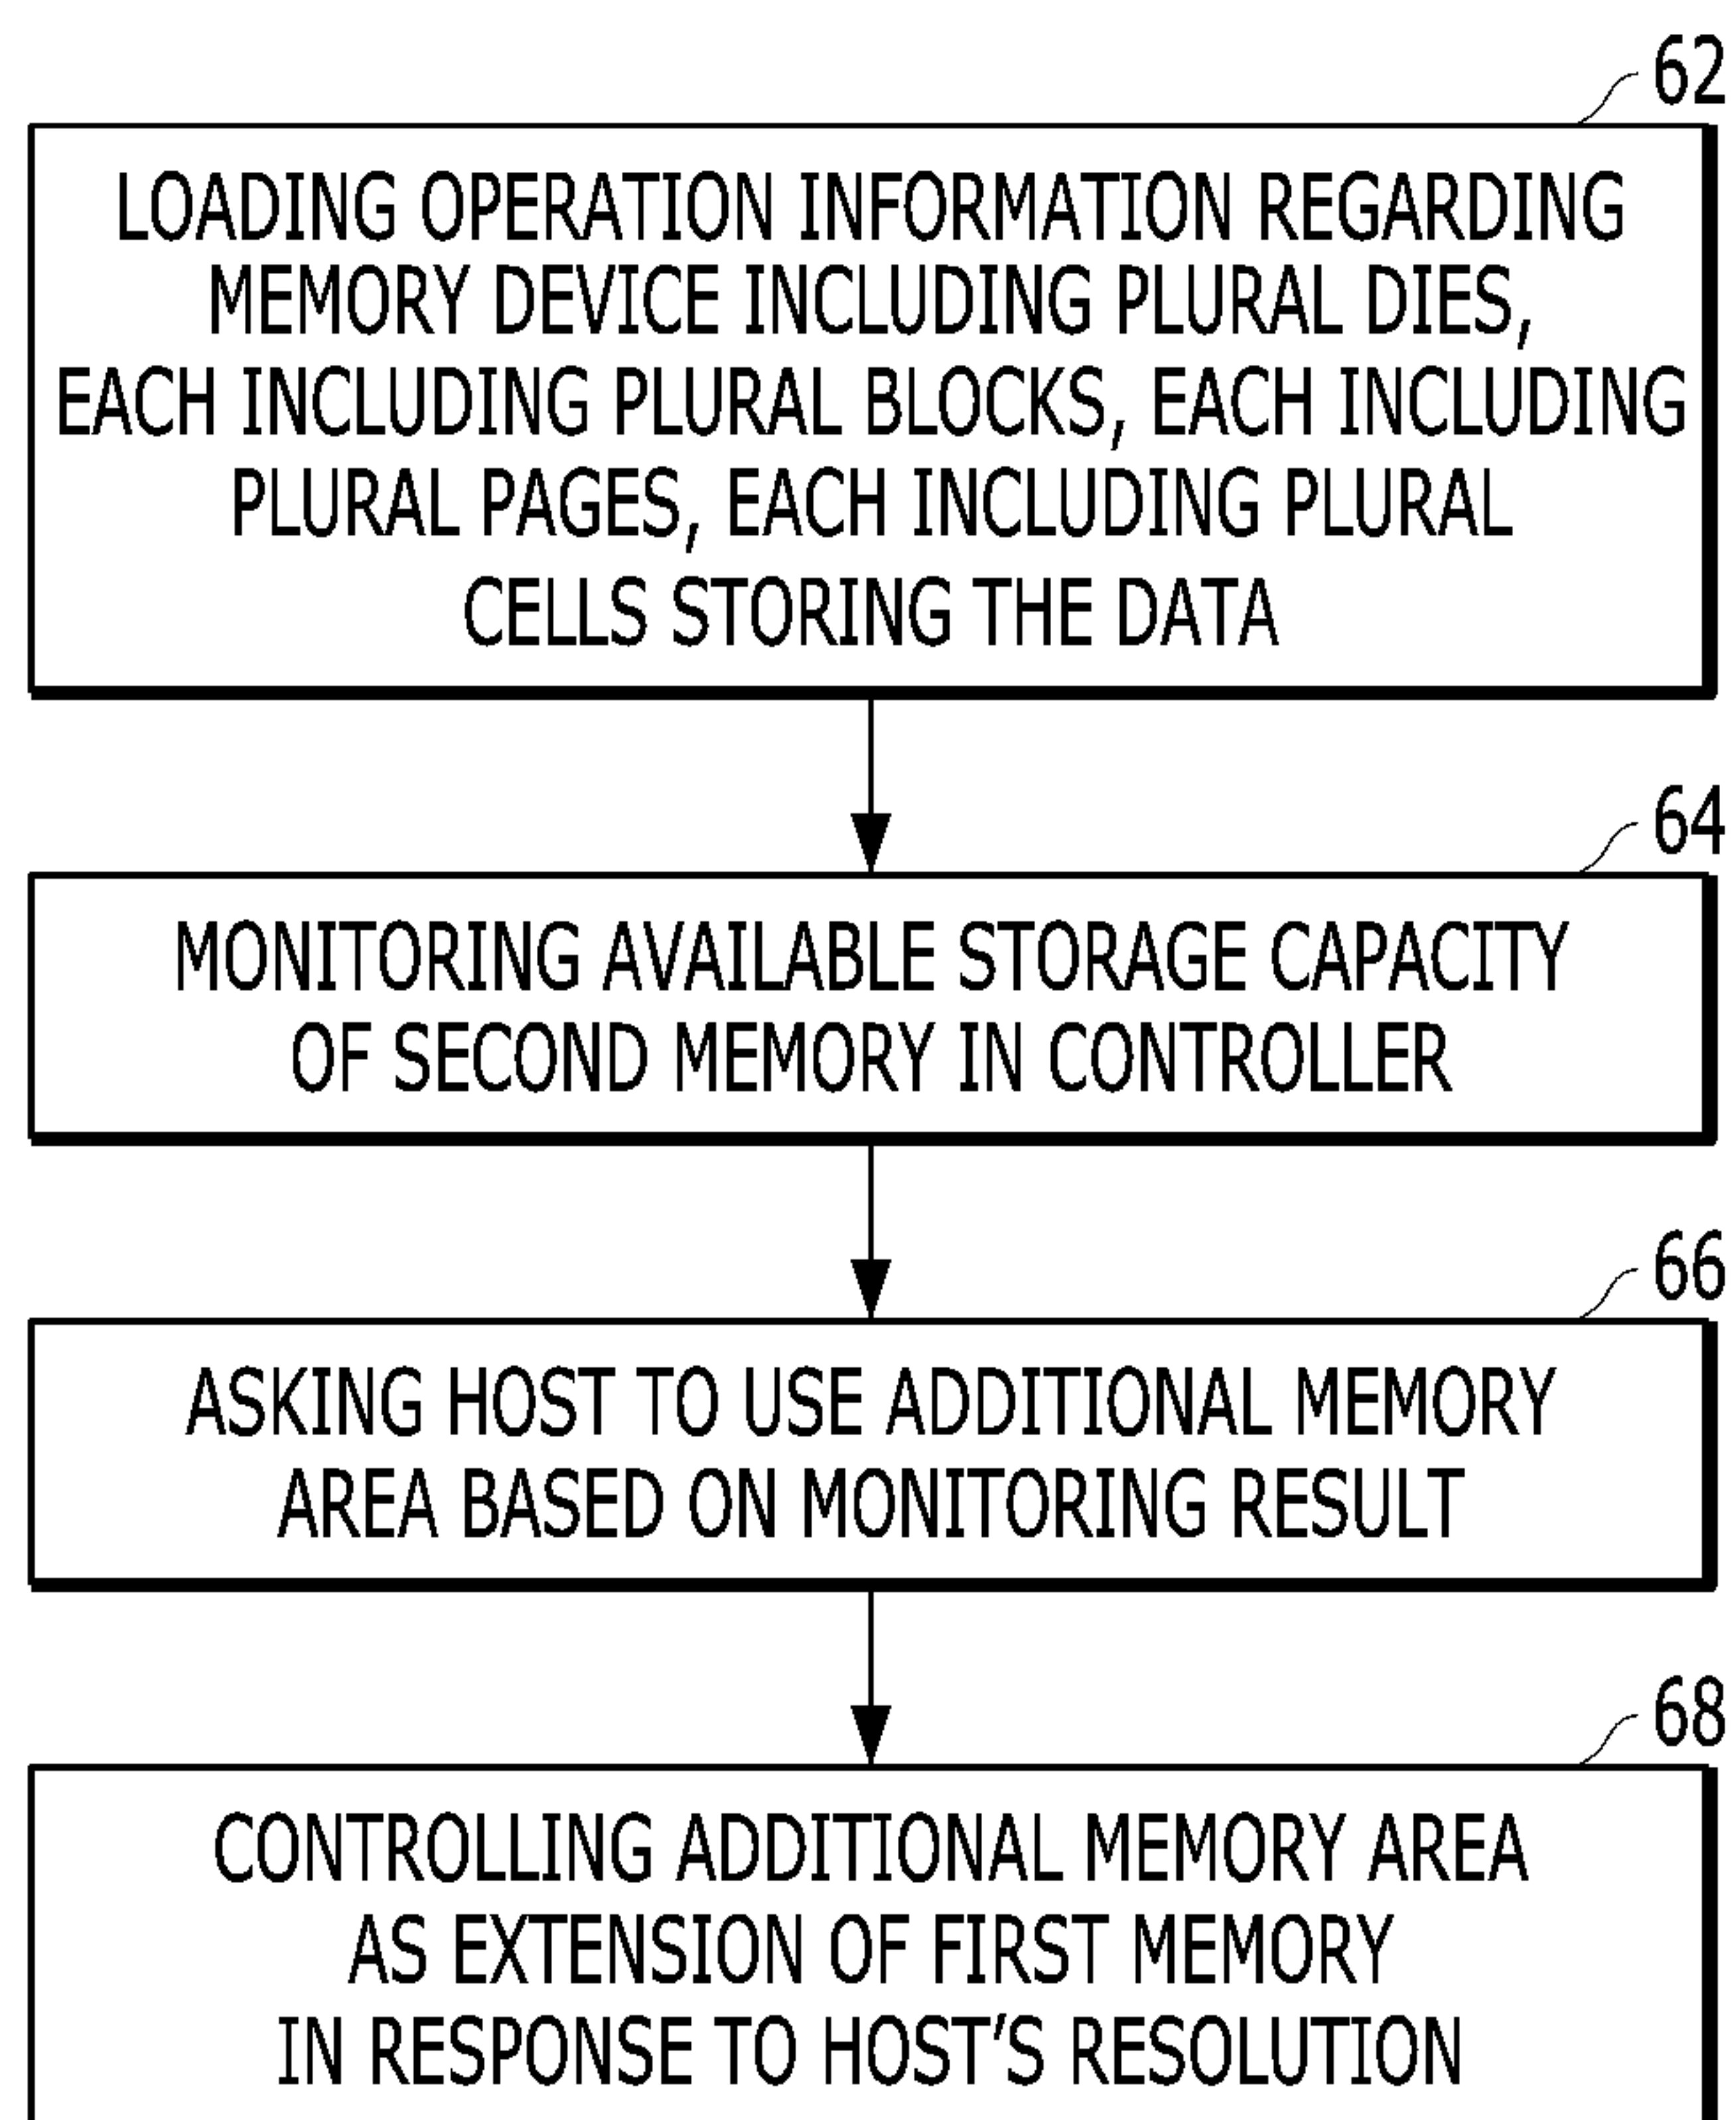 62
LOADING OPERATION INFORMATION REGARDING
MEMORY DEVICE INCLUDING PLURAL DIES,
EACH INCLUDING PLURAL BLOCKS, EACH INCLUDING
PLURAL PAGES, EACH INCLUDING PLURAL
CELLS STORING THE DATA
64
MONITORING AVAILABLE STORAGE CAPACITY
OF SECOND MEMORY IN CONTROLLER
66
ASKING HOST TO USE ADDITIONAL MEMORY
AREA BASED ON MONITORING RESULT
68
CONTROLLING ADDITIONAL MEMORY AREA
AS EXTENSION OF FIRST MEMORY
IN RESPONSE TO HOST'S RESOLUTION